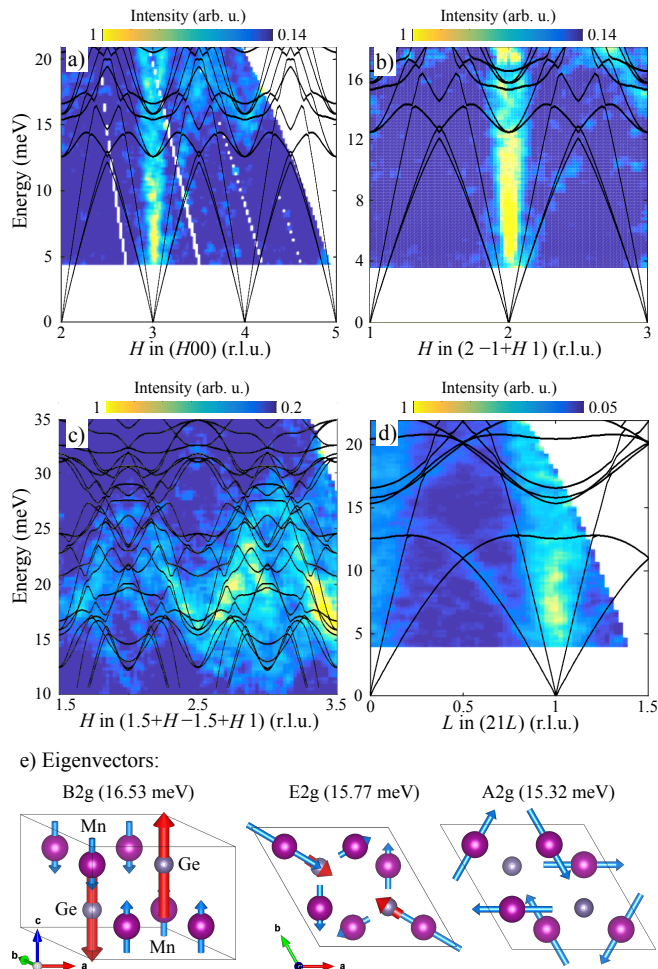 Intensity (arb. u.)
1 0.14
a)
20
15
10
5
0
Energy (meV)
2 3 4 5
H in (H00) (r.l.u.)
Intensity (arb. u.)
1 0.14
b)
16
12
8
4
0
1 2 3
H in (2 −1+H 1) (r.l.u.)
Intensity (arb. u.)
1 0.2
c)
35
30
25
20
15
10
Energy (meV)
1.5 2 2.5 3 3.5
H in (1.5+H −1.5+H 1) (r.l.u.)
Intensity (arb. u.)
1 0.05
d)
20
15
10
5
0
0 0.5 1 1.5
L in (21L) (r.l.u.)
e) Eigenvectors:
B2g (16.53 meV) E2g (15.77 meV) A2g (15.32 meV)
Mn
Ge
Ge
Mn
c
b
a
b
a